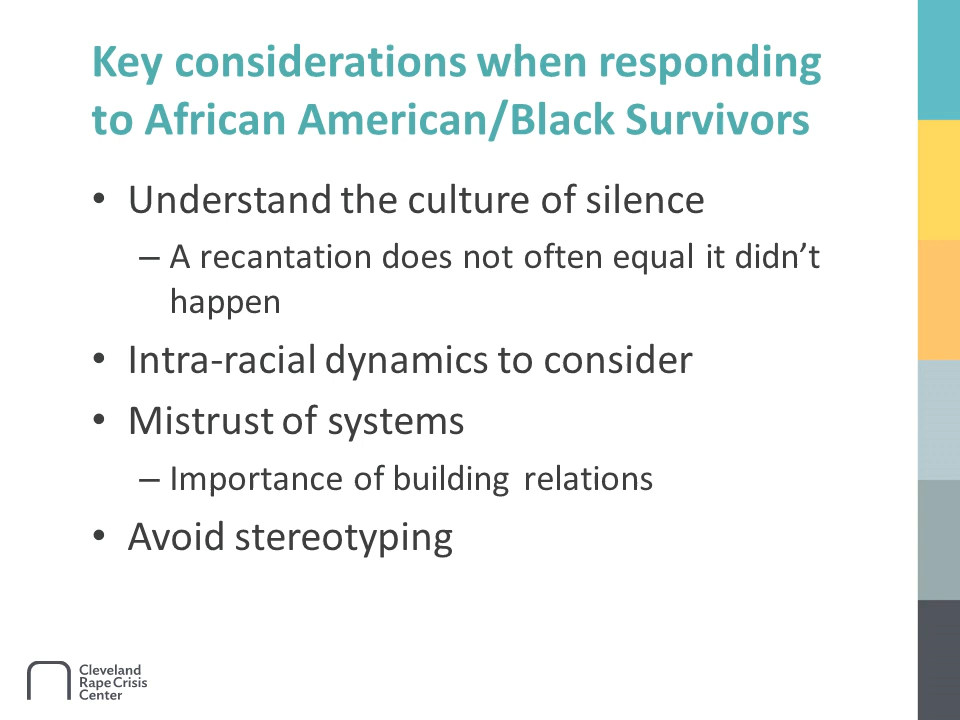 Key considerations when responding
to African American/Black Survivors
• Understand the culture of silence
– A recantation does not often equal it didn’t
happen
• Intra-racial dynamics to consider
• Mistrust of systems
– Importance of building relations
• Avoid stereotyping
Cleveland
Rape Crisis
Center